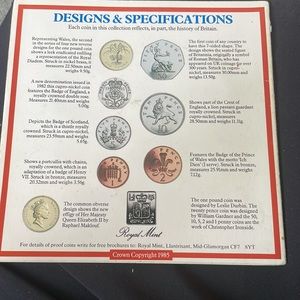 DESIGNS & SPECIFICATIONS
Each coin in this collection reflects, in part, the history of Britain.
Representing Wales, the second
of the series of four new reverse
designs for the one pound coin
shows a leek eradicated
a representation of the Royal
Diadem. Struck in nickel-brass,
measures 22.50mm and
weighs 9.50g.
The first coin of any country to
have this 7-sided shape. The
design shows the seated figure
of Britannia, originally a symbol
of Roman Britain, who has
appeared on UK coinage for over
300 years. Struck in cupro-
nickel, measures 30.00mm and
weighs 13.50g.
A new denomination issued in
1982 this cupro nickel coin
features the Badge of England, a
royally crowned double rose.
Measures 21.40mm and weighs
5.00g.
Shows part of the Crest of
England, a lion passant guardant
royally crowned. Struck in
cupro-nickel, measures
28.50mm and weighs 11.31g.
Depicts the Badge of Scotland,
which is a thistle royally
crowned. Struck in cupro-nickel,
measures 23.59mm and weighs
5.65g.
Shows a portcullis with chains,
royally crowned, which is an
adaptation of a badge of Henry
VII. Struck in bronze, measures
20.32mm and weighs 3.56g.
Features the Badge of the Prince
of Wales with the motto 'Ich
Dien' (I serve). Struck in bronze,
measures 25.91mm and weighs
7.12g.
The common obverse
design shows the new
effigy of Her Majesty
Queen Elizabeth II by
Raphael Maklouf.
Royal Mint
The one pound coin was
designed by Leslie Durbin. The
twenty pence coin was designed
by William Gardner and the 50,
10, 5, 2 and 1 pence coins are the
work of Christopher Ironside.
For details of proof coins write for free brochures to: Royal Mint, Llantrisant, Mid-Glamorgan CF7 8YT
Crown Copyright 1985